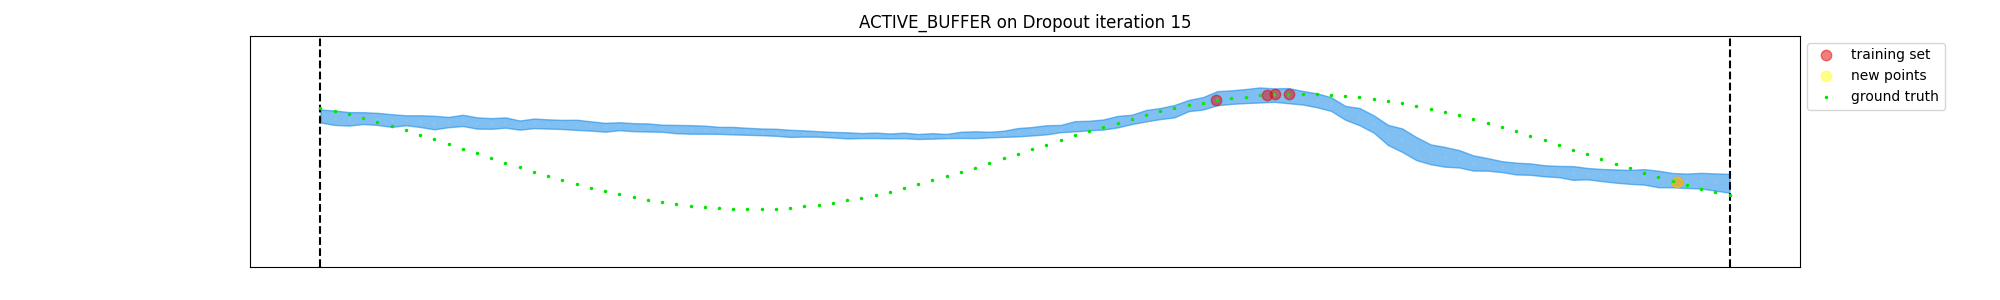 ACTIVE_BUFFER on Dropout iteration 15
training set
new points
ground truth